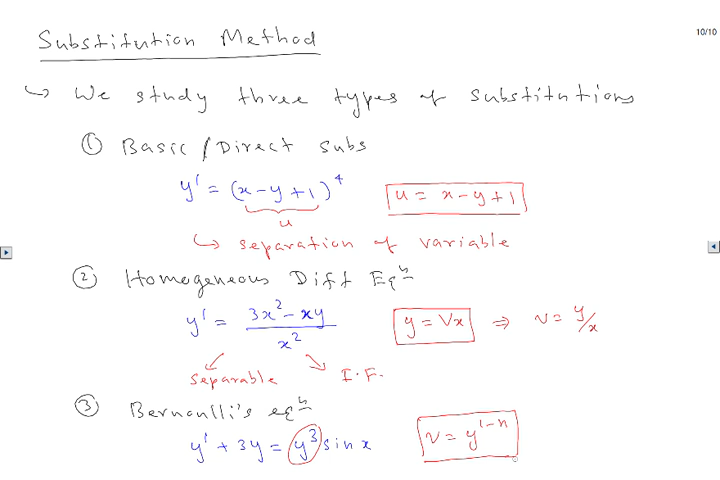 10/10
Substitution Method
↪ We study three types of substitutions
① Basic / Direct subs
y' = (x-y+1)⁴   u = x-y+1
u
↪ separation of variable
② Homogeneous Diff Eqⁿ
y' = (3x² - xy)/x²   y = Vx ⇒ v = y/x
separable   I.F.
③ Bernoulli's eqⁿ
y' + 3y = y³ sinx   v = y¹⁻ⁿ